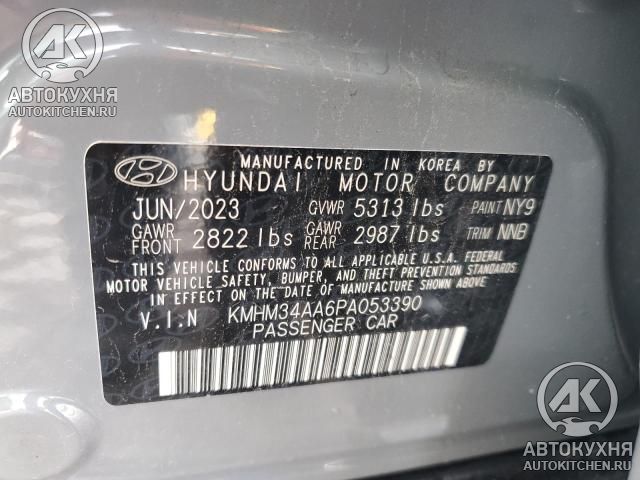 АК
АВТОКУХНЯ
AUTOKITCHEN.RU
MANUFACTURED IN KOREA BY
HYUNDAI MOTOR COMPANY
JUN/2023 GVWR 5313 lbs PAINT NY9
GAWR FRONT 2822 lbs GAWR REAR 2987 lbs TRIM NNB
THIS VEHICLE CONFORMS TO ALL APPLICABLE U.S.A. FEDERAL
MOTOR VEHICLE SAFETY, BUMPER, AND THEFT PREVENTION STANDARDS
IN EFFECT ON THE DATE OF MANUFACTURE SHOWN ABOVE
V.I.N KMHM34AA6PA053390
PASSENGER CAR
АК
АВТОКУХНЯ
AUTOKITCHEN.RU